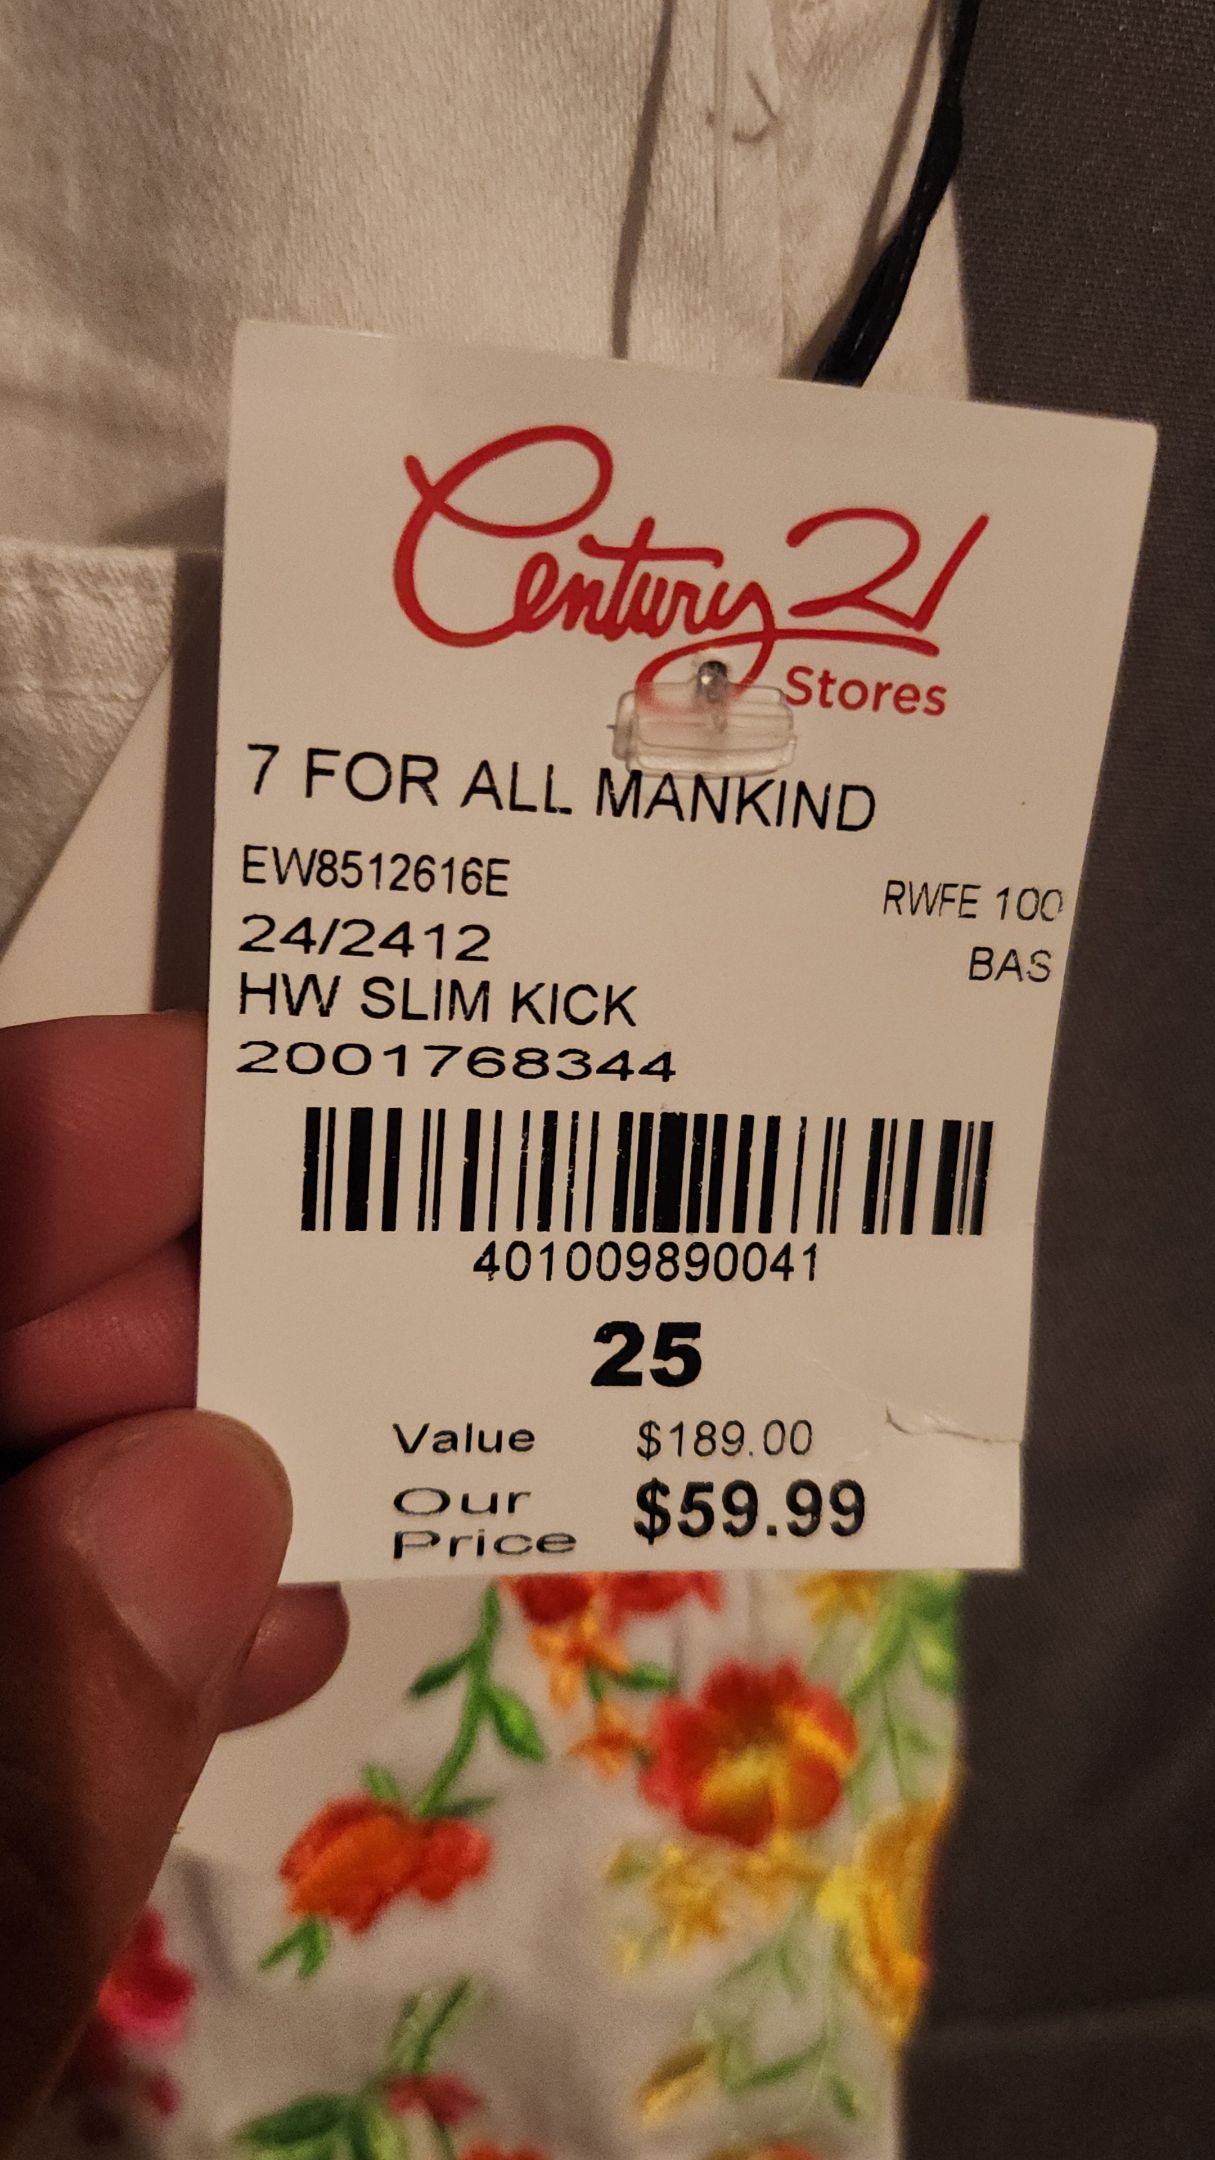 Century 21
Stores
7 FOR ALL MANKIND
EW8512616E
RWFE 100
24/2412
BAS
HW SLIM KICK
2001768344
401009890041
25
Value $189.00
Our
Price $59.99